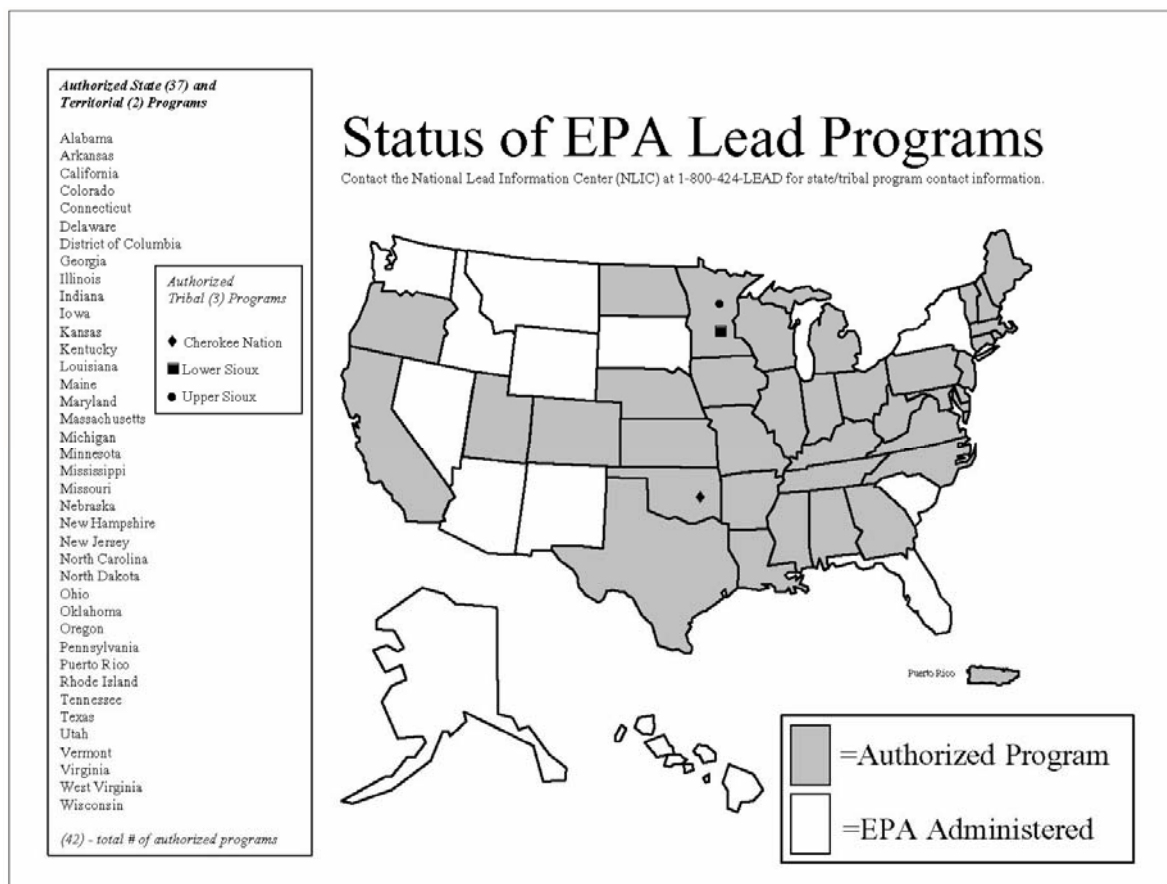 Authorized State (37) and
Territorial (2) Programs
Alabama
Arkansas
California
Colorado
Connecticut
Delaware
District of Columbia
Georgia
Illinois
Indiana
Iowa
Kansas
Kentucky
Louisiana
Maine
Maryland
Massachusetts
Michigan
Minnesota
Mississippi
Missouri
Nebraska
New Hampshire
New Jersey
North Carolina
North Dakota
Ohio
Oklahoma
Oregon
Pennsylvania
Puerto Rico
Rhode Island
Tennessee
Texas
Utah
Vermont
Virginia
West Virginia
Wisconsin
(42) - total # of authorized programs
Authorized
Tribal (3) Programs
Cherokee Nation
Lower Sioux
Upper Sioux
Status of EPA Lead Programs
Contact the National Lead Information Center (NLIC) at 1-800-424-LEAD for state/tribal program contact information.
Puerto Rico
=Authorized Program
=EPA Administered